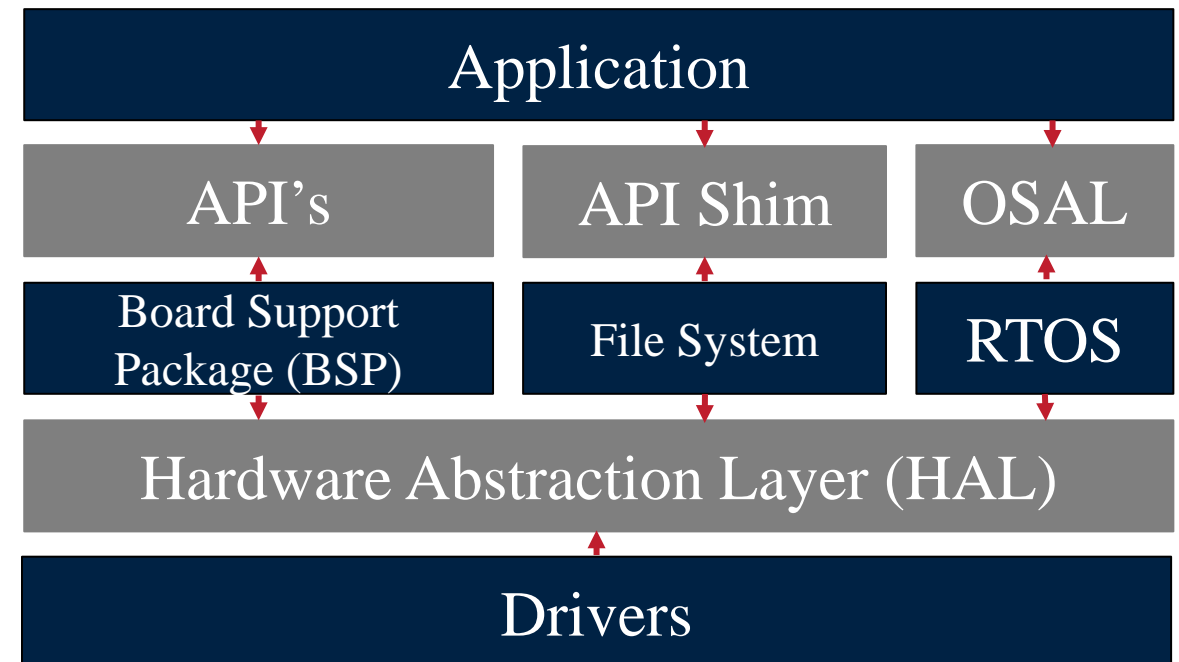 Application
API’s
API Shim
OSAL
Board Support
Package (BSP)
File System
RTOS
Hardware Abstraction Layer (HAL)
Drivers